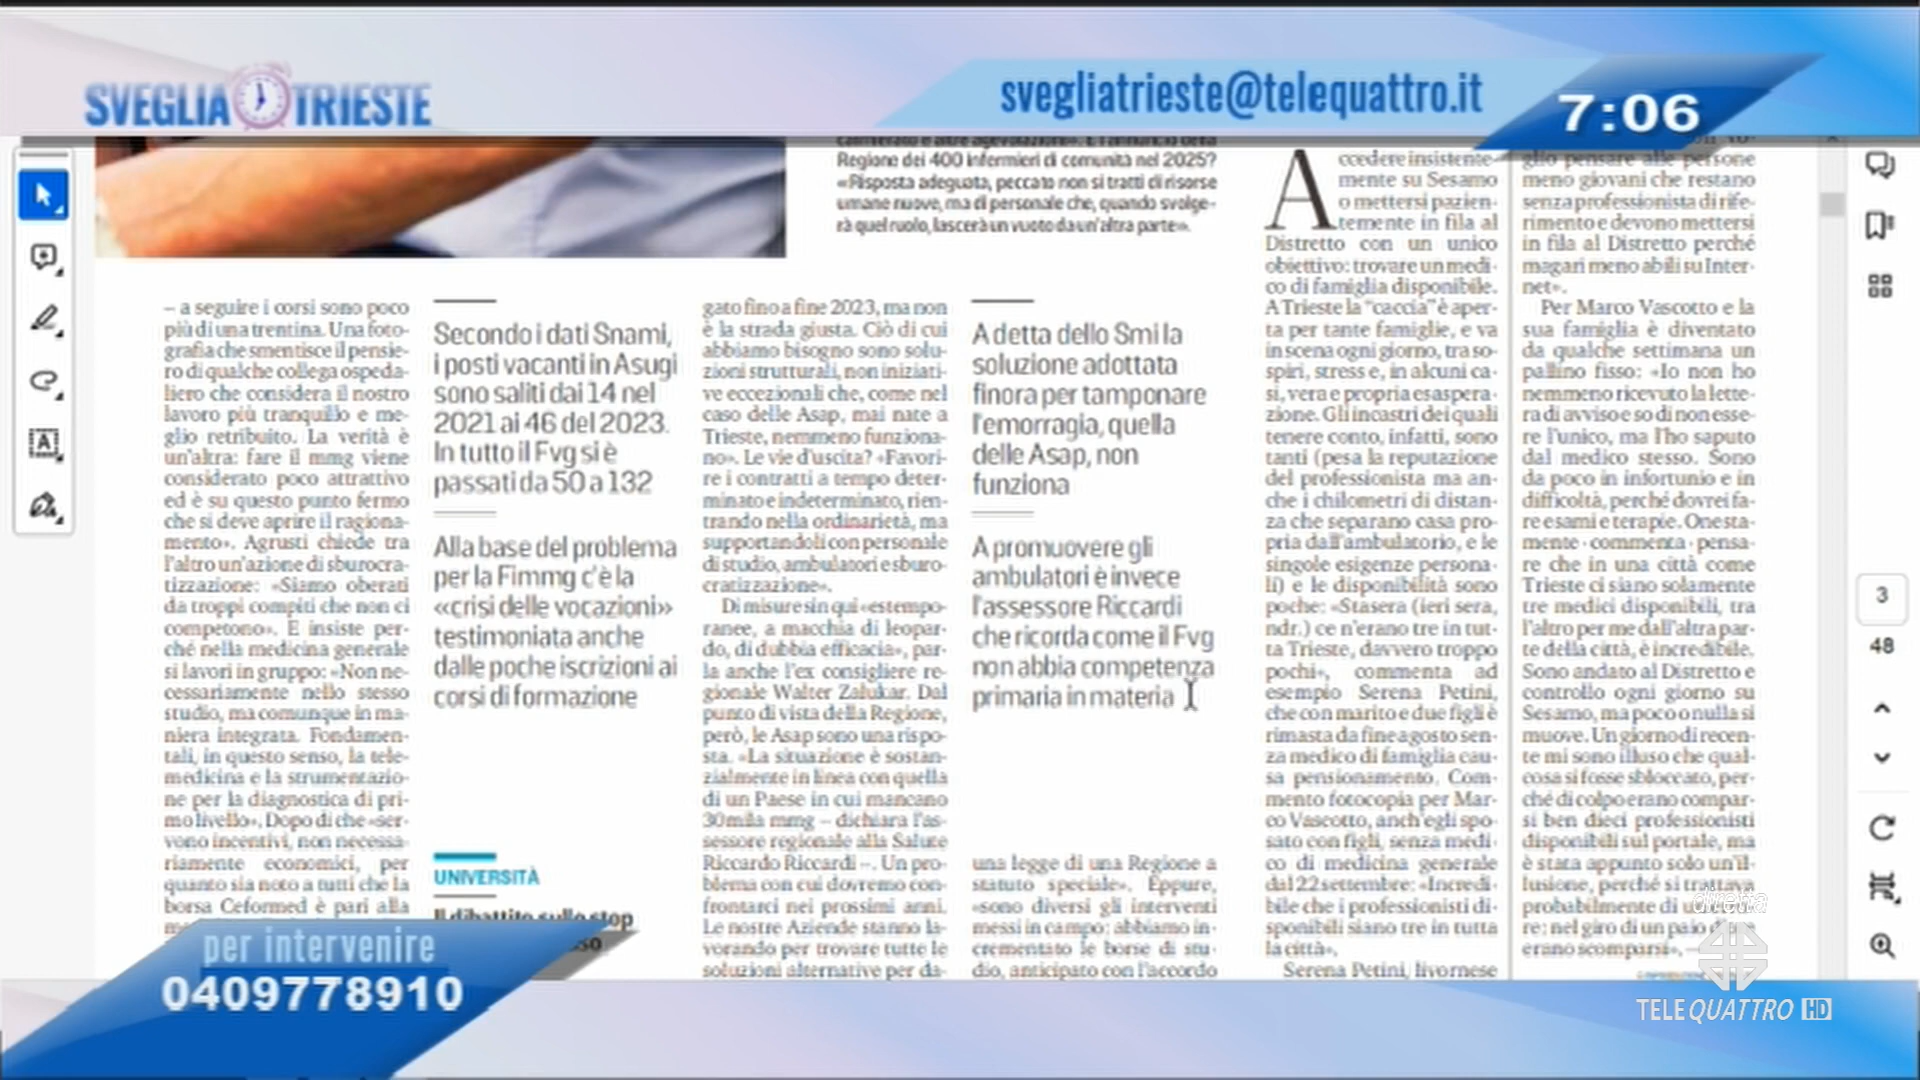 SVEGLIA TRIESTE
svegliatrieste@telequattro.it
7:06
Regione dei 400 infermieri di comunità nel 2025?
«Risposta adeguata, peccato non si tratti di risorse
umane nuove, ma di personale che, quando svolge-
rà quel ruolo, lascerà un vuoto da un'altra parte».
– a seguire i corsi sono poco
più di una trentina. Una foto-
grafia che smentisce il pensie-
ro di qualche collega ospeda-
liero che considera il nostro
lavoro più tranquillo e me-
glio retribuito. La verità è
un'altra: fare il mmg viene
considerato poco attrattivo
ed è su questo punto fermo
che si deve aprire il ragiona-
mento». Agrusti chiede tra
l'altro un'azione di sburocra-
tizzazione: «Siamo oberati
da troppi compiti che non ci
competono». E insiste per-
ché nella medicina generale
si lavori in gruppo: «Non ne-
cessariamente nello stesso
studio, ma comunque in ma-
niera integrata. Fondamen-
tali, in questo senso, la tele-
medicina e la strumentazio-
ne per la diagnostica di pri-
mo livello». Dopo di che «ser-
vono incentivi, non necessa-
riamente economici, per
quanto sia noto a tutti che la
borsa Ceformed è pari alla
Secondo i dati Snami,
i posti vacanti in Asugi
sono saliti dai 14 nel
2021 ai 46 del 2023.
In tutto il Fvg si è
passati da 50 a 132
Alla base del problema
per la Fimmg c'è la
«crisi delle vocazioni»
testimoniata anche
dalle poche iscrizioni ai
corsi di formazione
UNIVERSITÀ
Il dibattito sullo stop
gato fino a fine 2023, ma non
è la strada giusta. Ciò di cui
abbiamo bisogno sono solu-
zioni strutturali, non iniziati-
ve eccezionali che, come nel
caso delle Asap, mai nate a
Trieste, nemmeno funziona-
no». Le vie d'uscita? «Favori-
re i contratti a tempo deter-
minato e indeterminato, rien-
trando nella ordinarietà, ma
supportandoli con personale
di studio, ambulatori e sburo-
cratizzazione».
Di misure sin qui «estempo-
ranee, a macchia di leopar-
do, di dubbia efficacia», par-
la anche l'ex consigliere re-
gionale Walter Zalukar. Dal
punto di vista della Regione,
però, le Asap sono una rispo-
sta. «La situazione è sostan-
zialmente in linea con quella
di un Paese in cui mancano
30mila mmg – dichiara l'as-
sessore regionale alla Salute
Riccardo Riccardi –. Un pro-
blema con cui dovremo con-
frontarci nei prossimi anni.
Le nostre Aziende stanno la-
vorando per trovare tutte le
soluzioni alternative per da-
A detta dello Smi la
soluzione adottata
finora per tamponare
l'emorragia, quella
delle Asap, non
funziona
A promuovere gli
ambulatori è invece
l'assessore Riccardi
che ricorda come il Fvg
non abbia competenza
primaria in materia
una legge di una Regione a
statuto speciale». Eppure,
«sono diversi gli interventi
messi in campo: abbiamo in-
crementato le borse di stu-
dio, anticipato con l'accordo
Accedere insistente-
mente su Sesamo
o mettersi pazien-
temente in fila al
Distretto con un unico
obiettivo: trovare un medi-
co di famiglia disponibile.
A Trieste la "caccia" è aper-
ta per tante famiglie, e va
in scena ogni giorno, tra so-
spiri, stress e, in alcuni ca-
si, vera e propria esaspera-
zione. Gli incastri dei quali
tenere conto, infatti, sono
tanti (pesa la reputazione
del professionista ma an-
che i chilometri di distan-
za che separano casa pro-
pria dall'ambulatorio, e le
singole esigenze persona-
li) e le disponibilità sono
poche: «Stasera (ieri sera,
ndr.) ce n'erano tre in tut-
ta Trieste, davvero troppo
pochi», commenta ad
esempio Serena Petini,
che con marito e due figli è
rimasta da fine agosto sen-
za medico di famiglia cau-
sa pensionamento. Com-
mento fotocopia per Mar-
co Vascotto, anch'egli spo-
sato con figli, senza medi-
co di medicina generale
dal 22 settembre: «Incredi-
bile che i professionisti di-
sponibili siano tre in tutta
la città».
Serena Petini, livornese
glio pensare alle persone
meno giovani che restano
senza professionista di rife-
rimento e devono mettersi
in fila al Distretto perché
magari meno abili su Inter-
net».
Per Marco Vascotto e la
sua famiglia è diventato
da qualche settimana un
pallino fisso: «Io non ho
nemmeno ricevuto la lette-
ra di avviso e so di non esse-
re l'unico, ma l'ho saputo
dal medico stesso. Sono
da poco in infortunio e in
difficoltà, perché dovrei fa-
re esami e terapie. Onesta-
mente - commenta - pensa-
re che in una città come
Trieste ci siano solamente
tre medici disponibili, tra
l'altro per me dall'altra par-
te della città, è incredibile.
Sono andato al Distretto e
controllo ogni giorno su
Sesamo, ma poco o nulla si
muove. Un giorno di recen-
te mi sono illuso che qual-
cosa si fosse sbloccato, per-
ché di colpo erano compar-
si ben dieci professionisti
disponibili sul portale, ma
è stata appunto solo un'il-
lusione, perché si trattava
probabilmente di un
re: nel giro di un paio
erano scomparsi».
3
48
per intervenire
0409778910
diretta
TELEQUATTRO HD